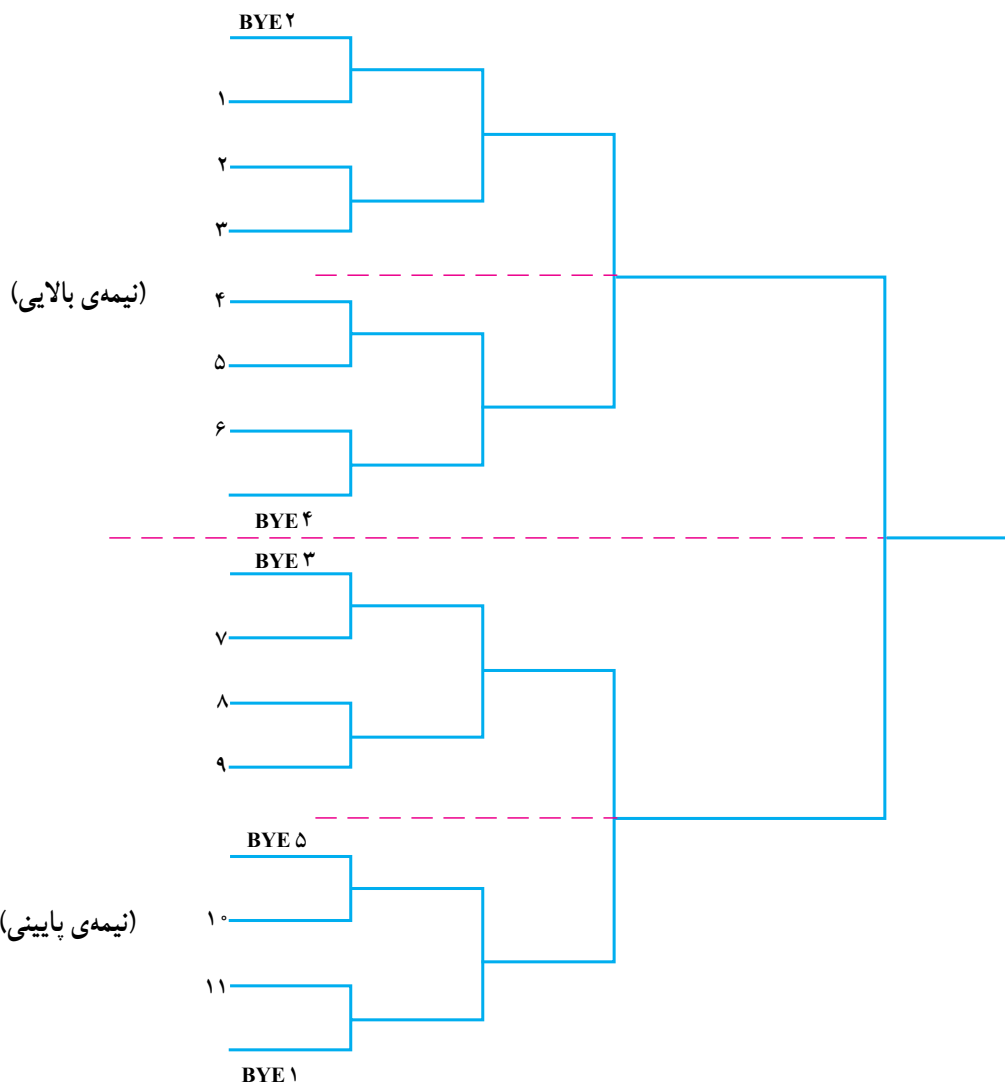 BYE ۲
۱
۲
۳
(نیمه‌ی بالایی)
۴
۵
۶
BYE ۴
BYE ۳
۷
۸
۹
BYE ۵
(نیمه‌ی پایینی)
۱۰
۱۱
BYE ۱